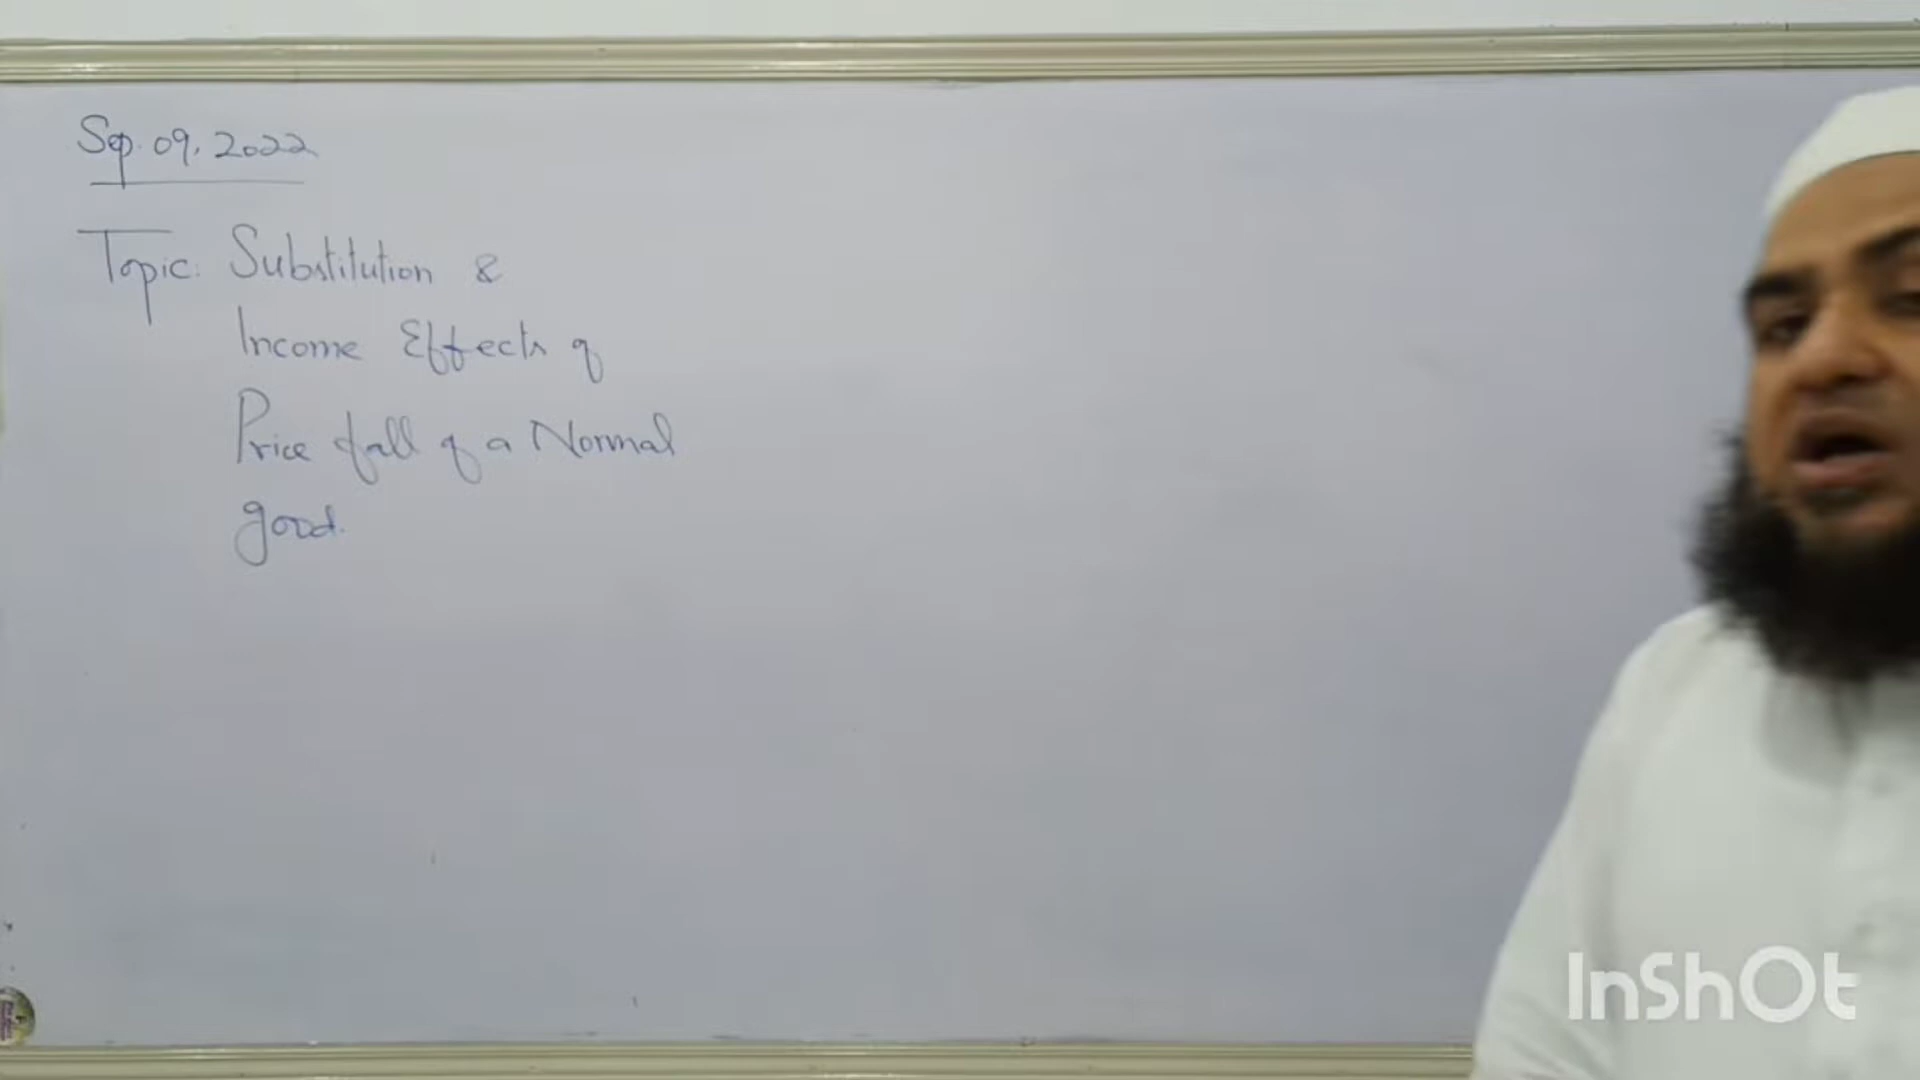 Sep. 09, 2022
Topic: Substitution &
Income Effects of
Price fall of a Normal
good.
InShOt